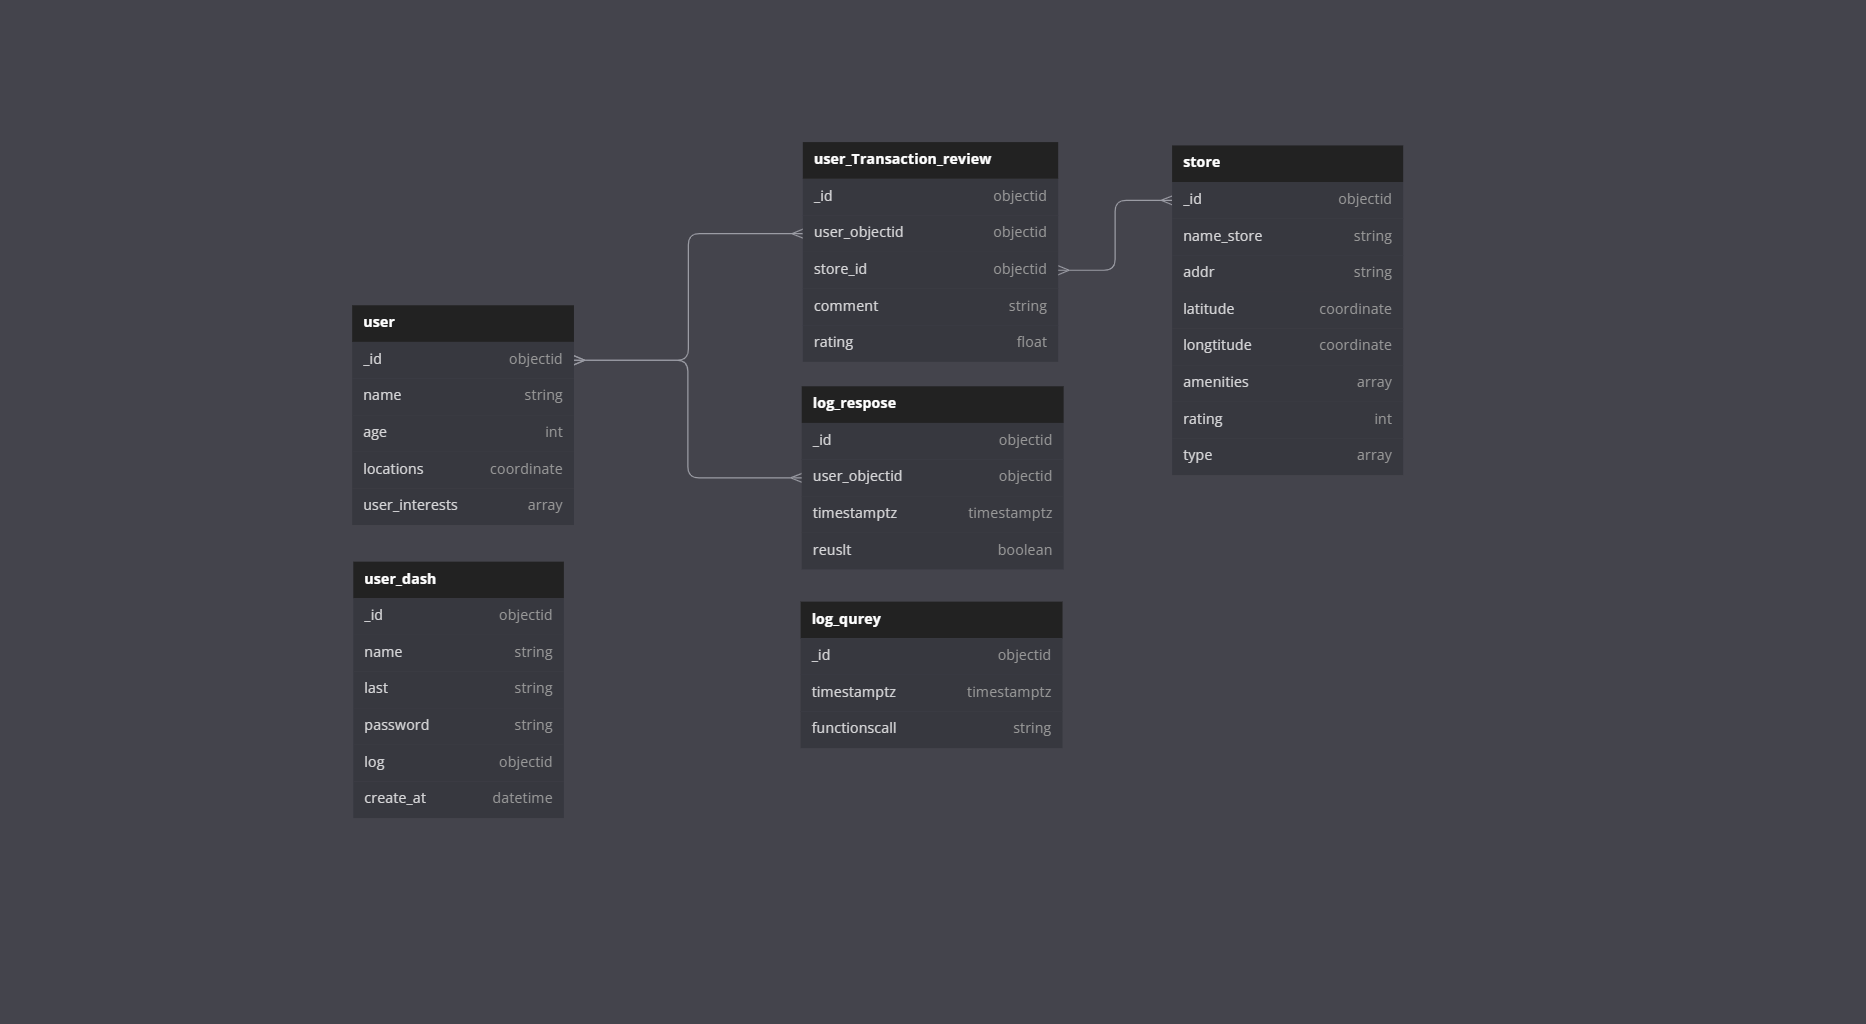 user_Transaction_review
_id objectid
user_objectid objectid
store_id objectid
comment string
rating float
store
_id objectid
name_store string
addr string
latitude coordinate
longtitude coordinate
amenities array
rating int
type array
user
_id objectid
name string
age int
locations coordinate
user_interests array
log_respose
_id objectid
user_objectid objectid
timestamptz timestamptz
reuslt boolean
user_dash
_id objectid
name string
last string
password string
log objectid
create_at datetime
log_qurey
_id objectid
timestamptz timestamptz
functionscall string